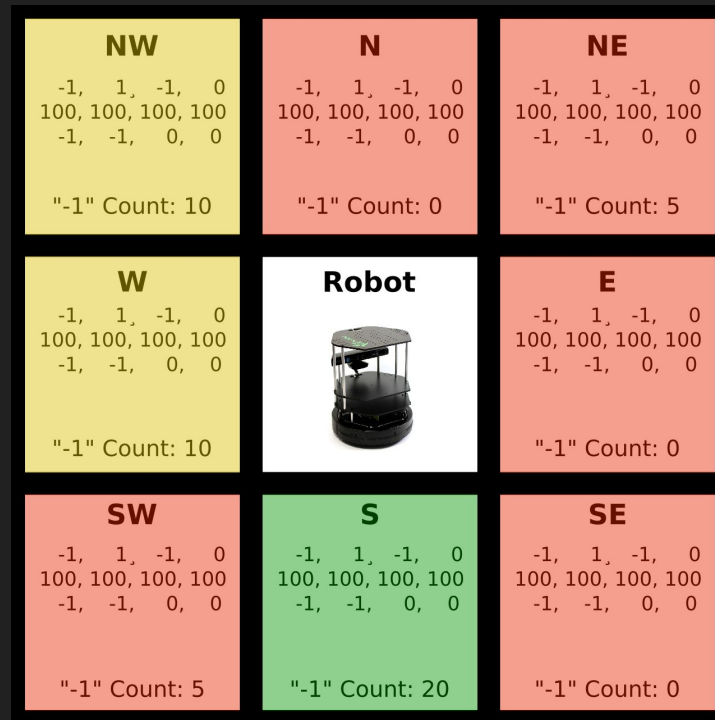 NW
-1, 1, -1, 0
100, 100, 100, 100
-1, -1, 0, 0
"-1" Count: 10
N
-1, 1, -1, 0
100, 100, 100, 100
-1, -1, 0, 0
"-1" Count: 0
NE
-1, 1, -1, 0
100, 100, 100, 100
-1, -1, 0, 0
"-1" Count: 5
W
-1, 1, -1, 0
100, 100, 100, 100
-1, -1, 0, 0
"-1" Count: 10
Robot
E
-1, 1, -1, 0
100, 100, 100, 100
-1, -1, 0, 0
"-1" Count: 0
SW
-1, 1, -1, 0
100, 100, 100, 100
-1, -1, 0, 0
"-1" Count: 5
S
-1, 1, -1, 0
100, 100, 100, 100
-1, -1, 0, 0
"-1" Count: 20
SE
-1, 1, -1, 0
100, 100, 100, 100
-1, -1, 0, 0
"-1" Count: 0